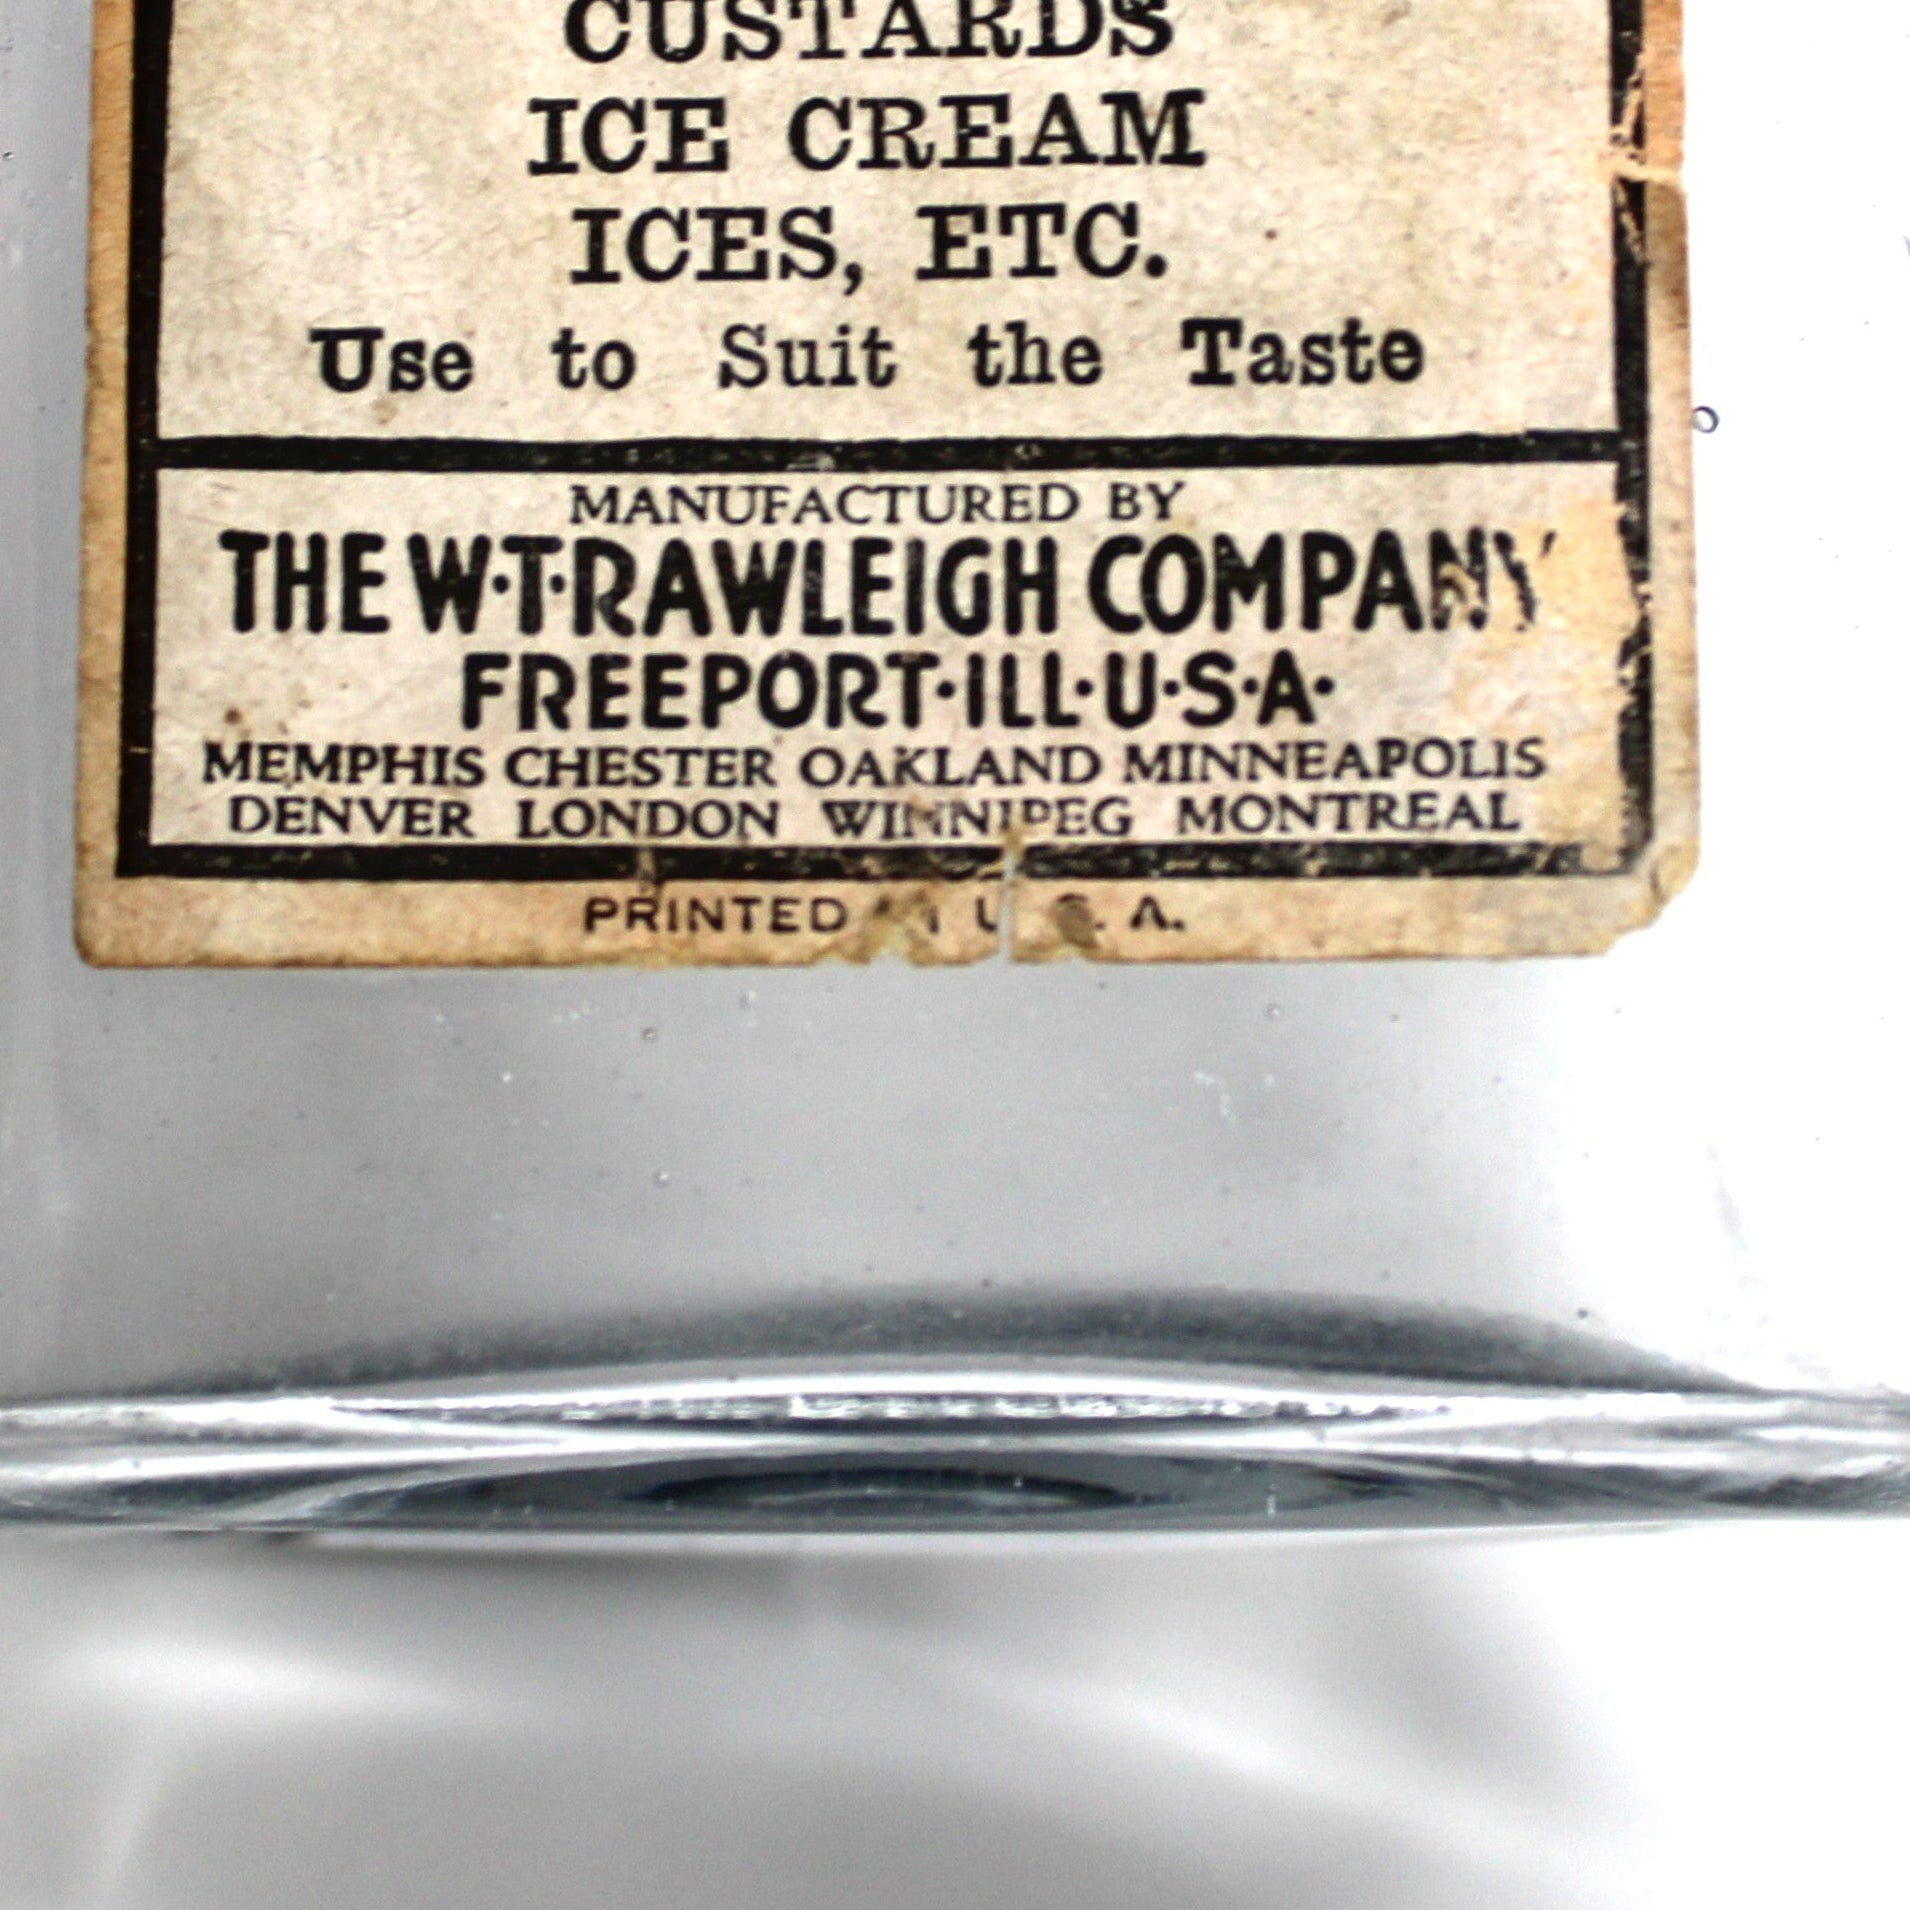 CUSTARDS
ICE CREAM
ICES, ETC.
Use to Suit the Taste
MANUFACTURED BY
THE W·T·RAWLEIGH COMPANY
FREEPORT·ILL·U·S·A·
MEMPHIS CHESTER OAKLAND MINNEAPOLIS
DENVER LONDON WINNIPEG MONTREAL
PRINTED IN U. S. A.